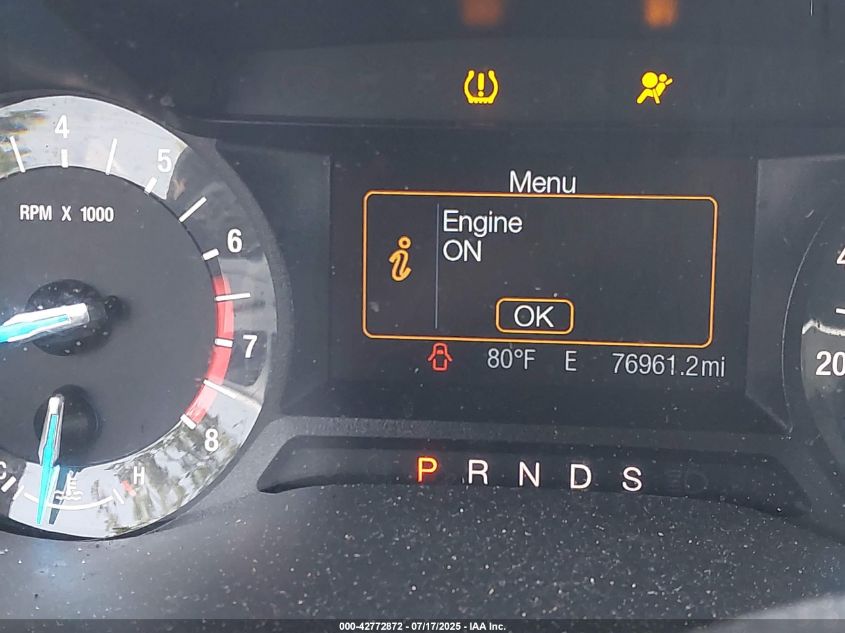 4
5
RPM X 1000
6
7
8
C
H
Menu
Engine
ON
OK
80°F E 76961.2mi
P R N D S
4
20
000-42772872 - 07/17/2025 - IAA Inc.